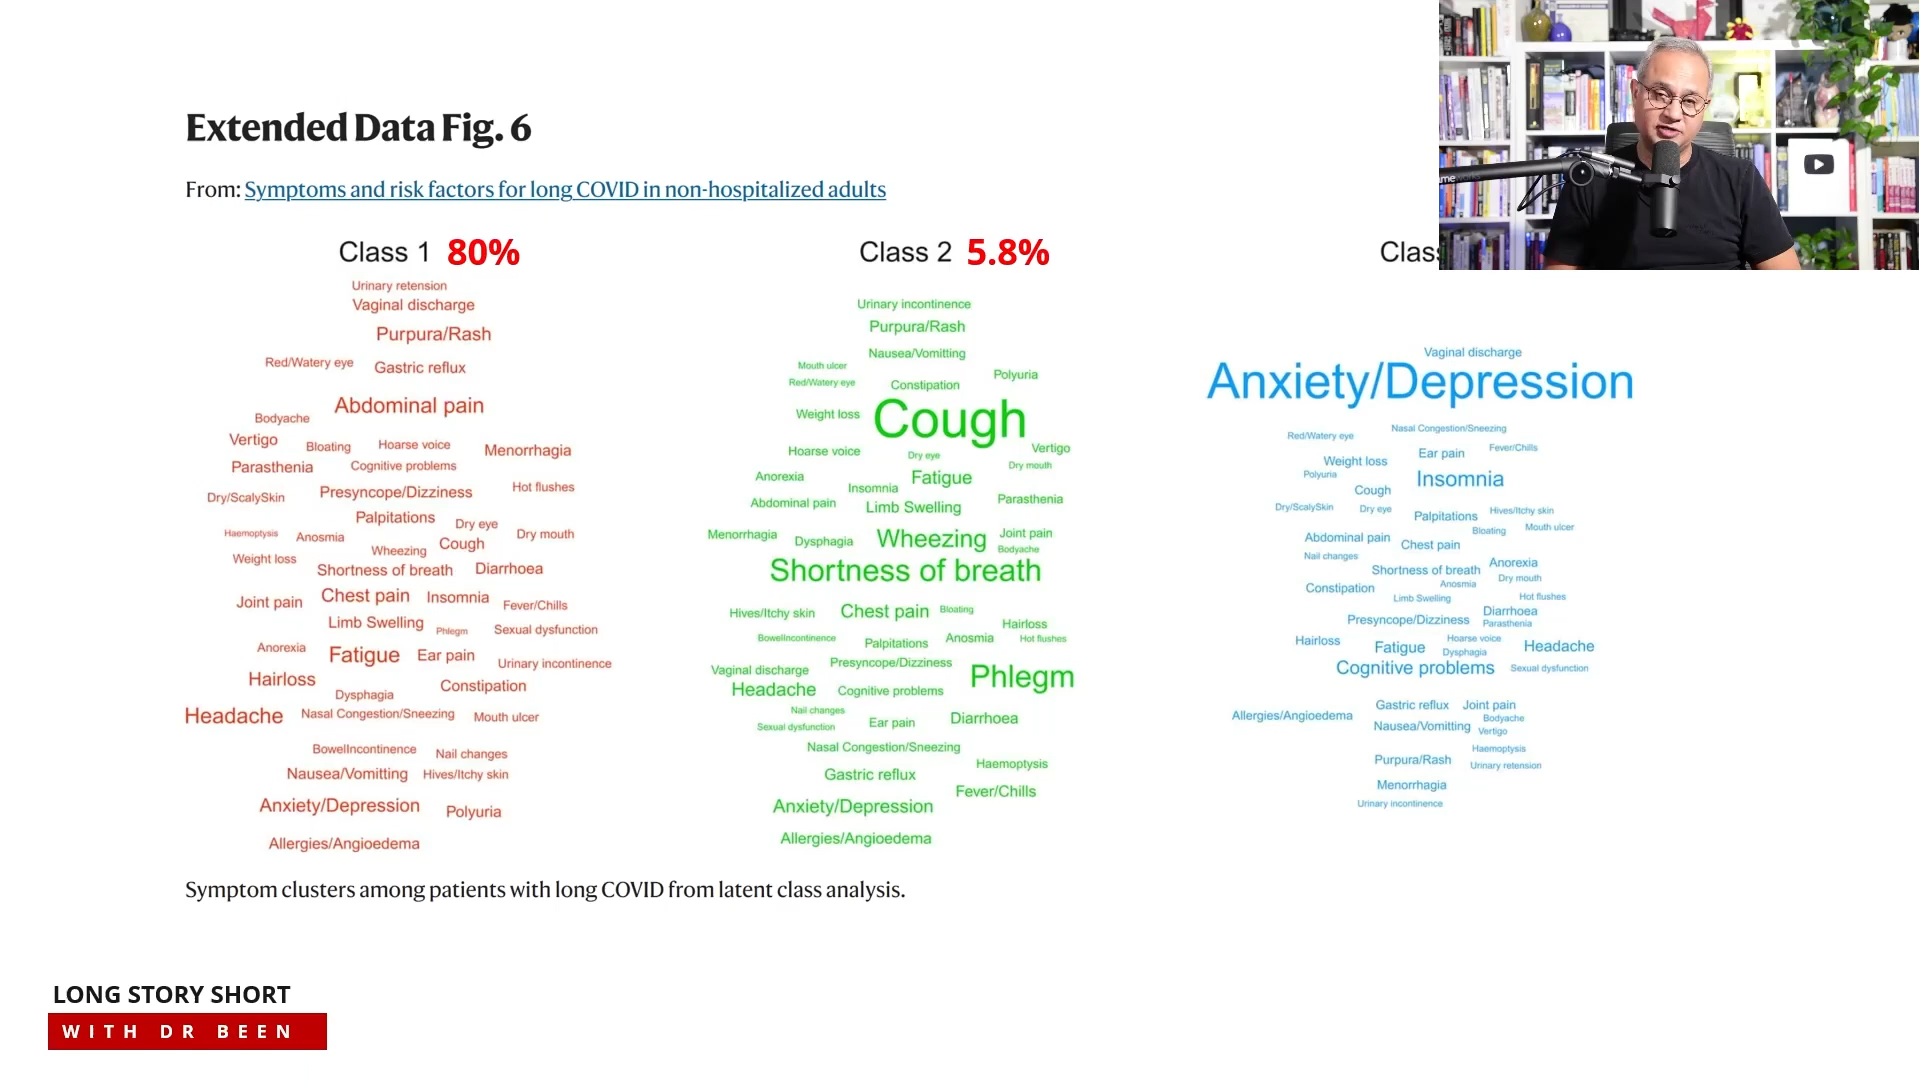 Extended Data Fig. 6
From: Symptoms and risk factors for long COVID in non-hospitalized adults
Class 1 80%
Urinary retension
Vaginal discharge
Purpura/Rash
Red/Watery eye Gastric reflux
Abdominal pain
Bodyache
Vertigo Bloating Hoarse voice Menorrhagia
Parasthenia Cognitive problems
Dry/ScalySkin Presyncope/Dizziness Hot flushes
Palpitations Dry eye
Haemoptysis Anosmia Cough Dry mouth
Weight loss Wheezing
Shortness of breath Diarrhoea
Joint pain Chest pain Insomnia Fever/Chills
Limb Swelling Phlegm Sexual dysfunction
Anorexia Fatigue Ear pain Urinary incontinence
Hairloss Dysphagia Constipation
Headache Nasal Congestion/Sneezing Mouth ulcer
BowelIncontinence Nail changes
Nausea/Vomitting Hives/Itchy skin
Anxiety/Depression Polyuria
Allergies/Angioedema
Class 2 5.8%
Urinary incontinence
Purpura/Rash
Nausea/Vomitting
Mouth ulcer Polyuria
Red/Watery eye Constipation
Weight loss Cough
Hoarse voice Dry eye Vertigo
Dry mouth
Anorexia Fatigue
Insomnia
Abdominal pain Limb Swelling Parasthenia
Menorrhagia Dysphagia Wheezing Joint pain
Bodyache
Shortness of breath
Hives/Itchy skin Chest pain Bloating
Hairloss
BowelIncontinence Palpitations Anosmia Hot flushes
Vaginal discharge Presyncope/Dizziness Phlegm
Headache Cognitive problems
Nail changes
Sexual dysfunction Ear pain Diarrhoea
Nasal Congestion/Sneezing
Gastric reflux Haemoptysis
Fever/Chills
Anxiety/Depression
Allergies/Angioedema
Clas
Vaginal discharge
Anxiety/Depression
Red/Watery eye Nasal Congestion/Sneezing
Ear pain Fever/Chills
Weight loss
Polyuria Insomnia
Cough
Dry/ScalySkin Dry eye Hives/Itchy skin
Palpitations
Bloating Mouth ulcer
Abdominal pain Chest pain
Nail changes
Shortness of breath Anorexia
Constipation Anosmia Dry mouth
Limb Swelling Hot flushes
Presyncope/Dizziness Diarrhoea
Parasthenia
Hairloss Fatigue Hoarse voice Headache
Dysphagia
Cognitive problems Sexual dysfunction
Allergies/Angioedema Gastric reflux Joint pain
Nausea/Vomitting Bodyache
Vertigo
Purpura/Rash Haemoptysis
Urinary retension
Menorrhagia
Urinary incontinence
Symptom clusters among patients with long COVID from latent class analysis.
LONG STORY SHORT
WITH DR BEEN